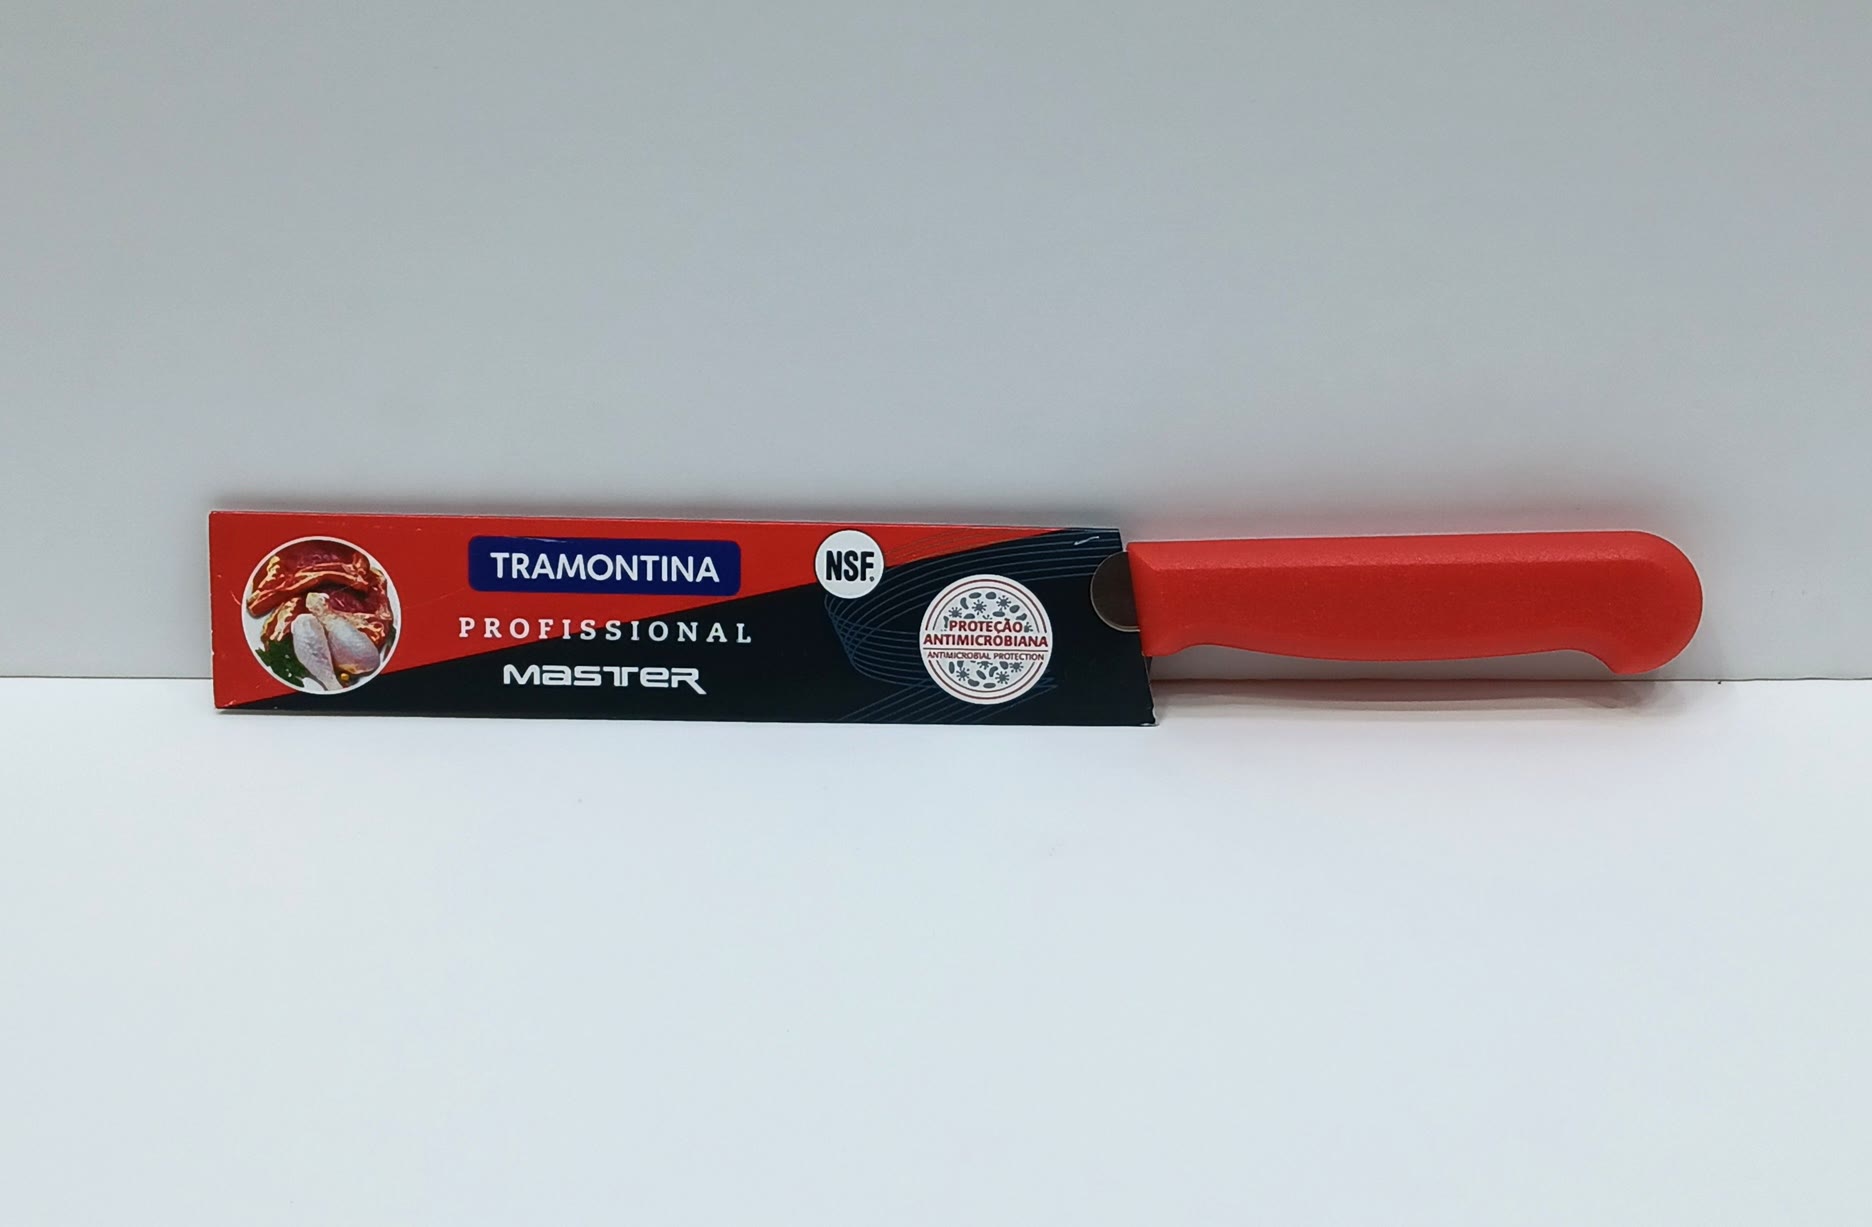 TRAMONTINA
PROFISSIONAL
MASTER
NSF®
PROTEÇÃO
ANTIMICROBIANA
ANTIMICROBIAL PROTECTION